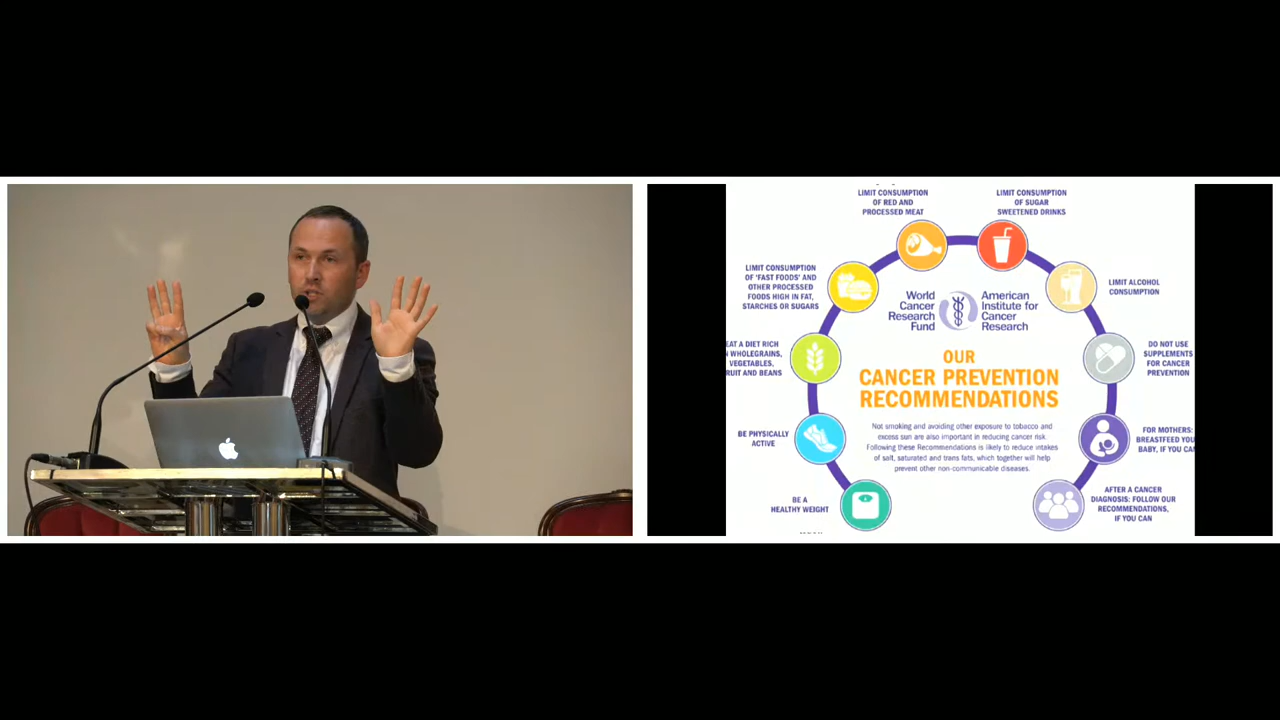 LIMIT CONSUMPTION
OF RED AND
PROCESSED MEAT
LIMIT CONSUMPTION
OF SUGAR
SWEETENED DRINKS
LIMIT CONSUMPTION
OF 'FAST FOODS' AND
OTHER PROCESSED
FOODS HIGH IN FAT,
STARCHES OR SUGARS
LIMIT ALCOHOL
CONSUMPTION
World
Cancer
Research
Fund
American
Institute for
Cancer
Research
EAT A DIET RICH
WHOLEGRAINS,
VEGETABLES,
RUIT AND BEANS
DO NOT USE
SUPPLEMENTS
FOR CANCER
PREVENTION
OUR
CANCER PREVENTION
RECOMMENDATIONS
Not smoking and avoiding other exposure to tobacco and
excess sun are also important in reducing cancer risk.
Following these Recommendations is likely to reduce intakes
of salt, saturated and trans fats, which together will help
prevent other non-communicable diseases.
BE PHYSICALLY
ACTIVE
FOR MOTHERS:
BREASTFEED YOU
BABY, IF YOU CAN
BE A
HEALTHY WEIGHT
AFTER A CANCER
DIAGNOSIS: FOLLOW OUR
RECOMMENDATIONS,
IF YOU CAN